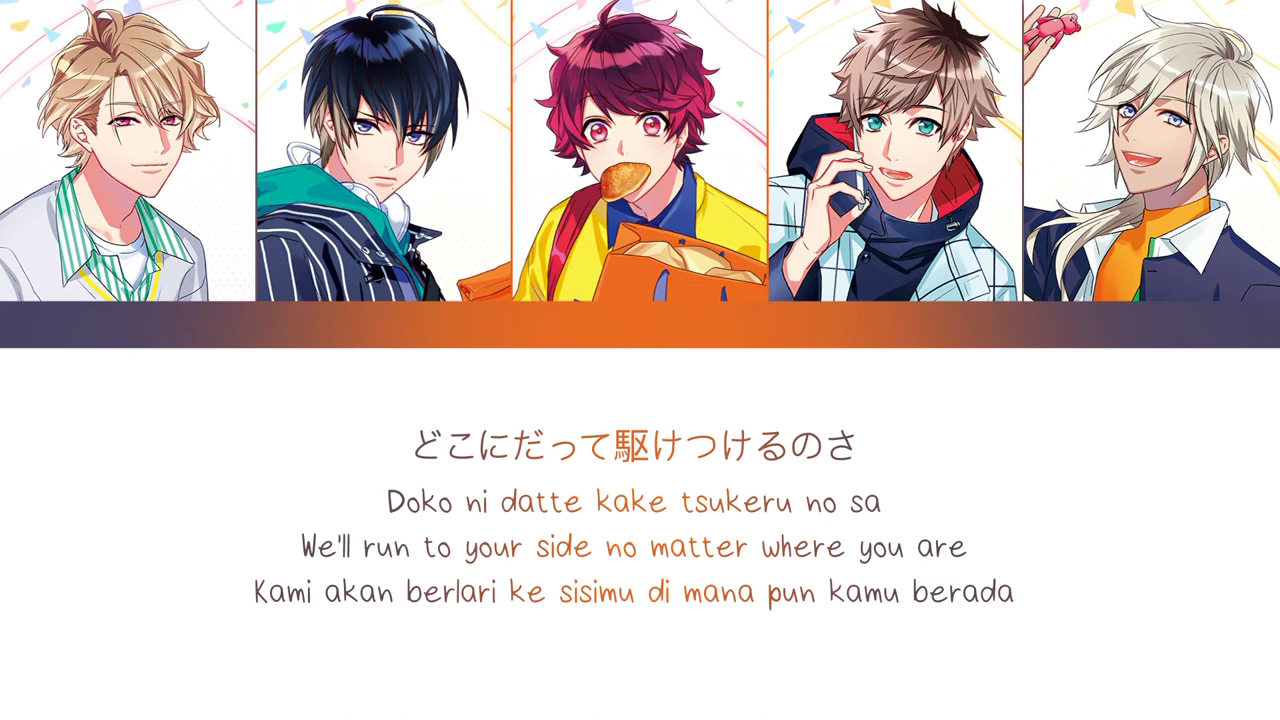 どこにだって駆けつけるのさ
Doko ni datte kake tsukeru no sa
We'll run to your side no matter where you are
Kami akan berlari ke sisimu di mana pun kamu berada